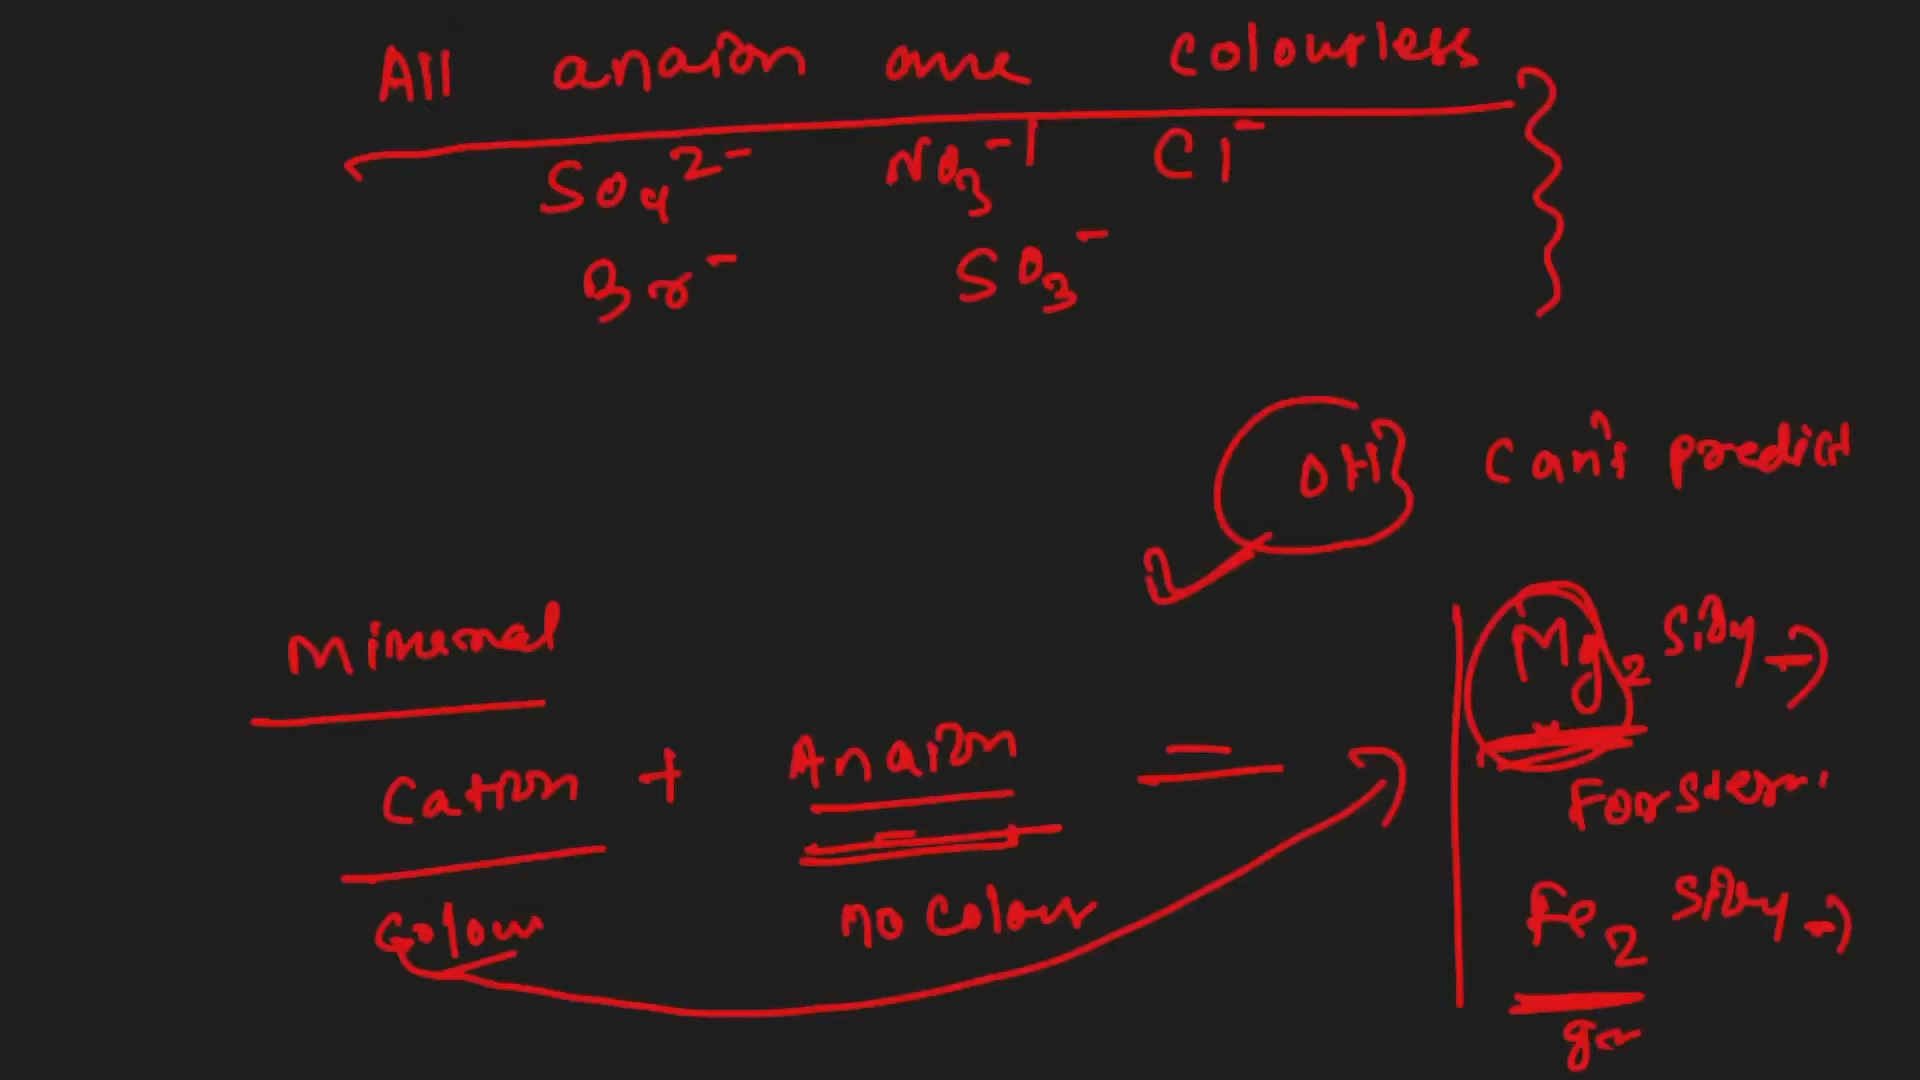 All anaion are colourless
SO4 2- NO3 -1 Cl-
Br- SO3 -
OH can't predict
Mineral
Mg2 SiO4 →
Cation + Anaion =
Colour no colour
Fe2 SiO4 →